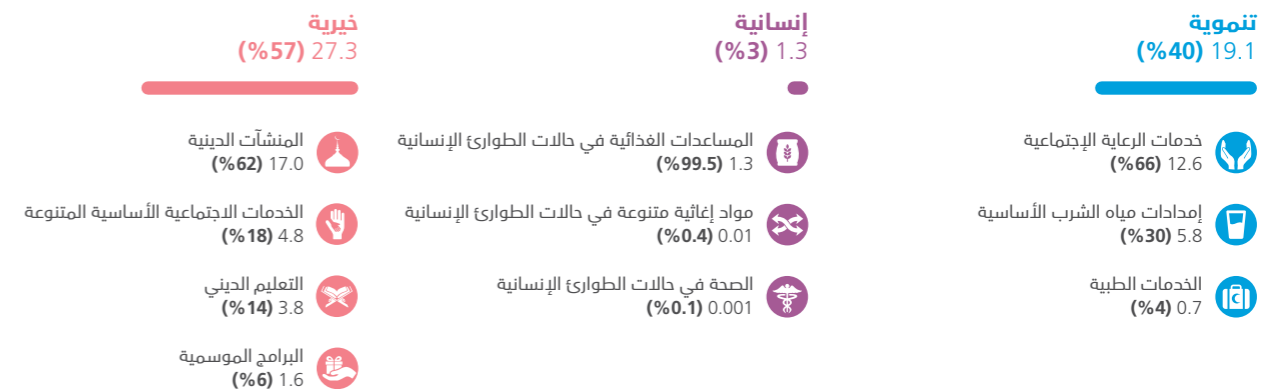 تنموية
19.1 (%40)
خدمات الرعاية الإجتماعية
12.6 (%66)
إمدادات مياه الشرب الأساسية
5.8 (%30)
الخدمات الطبية
0.7 (%4)
إنسانية
1.3 (%3)
المساعدات الغذائية في حالات الطوارئ الإنسانية
1.3 (%99.5)
مواد إغاثية متنوعة في حالات الطوارئ الإنسانية
0.01 (%0.4)
الصحة في حالات الطوارئ الإنسانية
0.001 (%0.1)
خيرية
27.3 (%57)
المنشآت الدينية
17.0 (%62)
الخدمات الاجتماعية الأساسية المتنوعة
4.8 (%18)
التعليم الديني
3.8 (%14)
البرامج الموسمية
1.6 (%6)